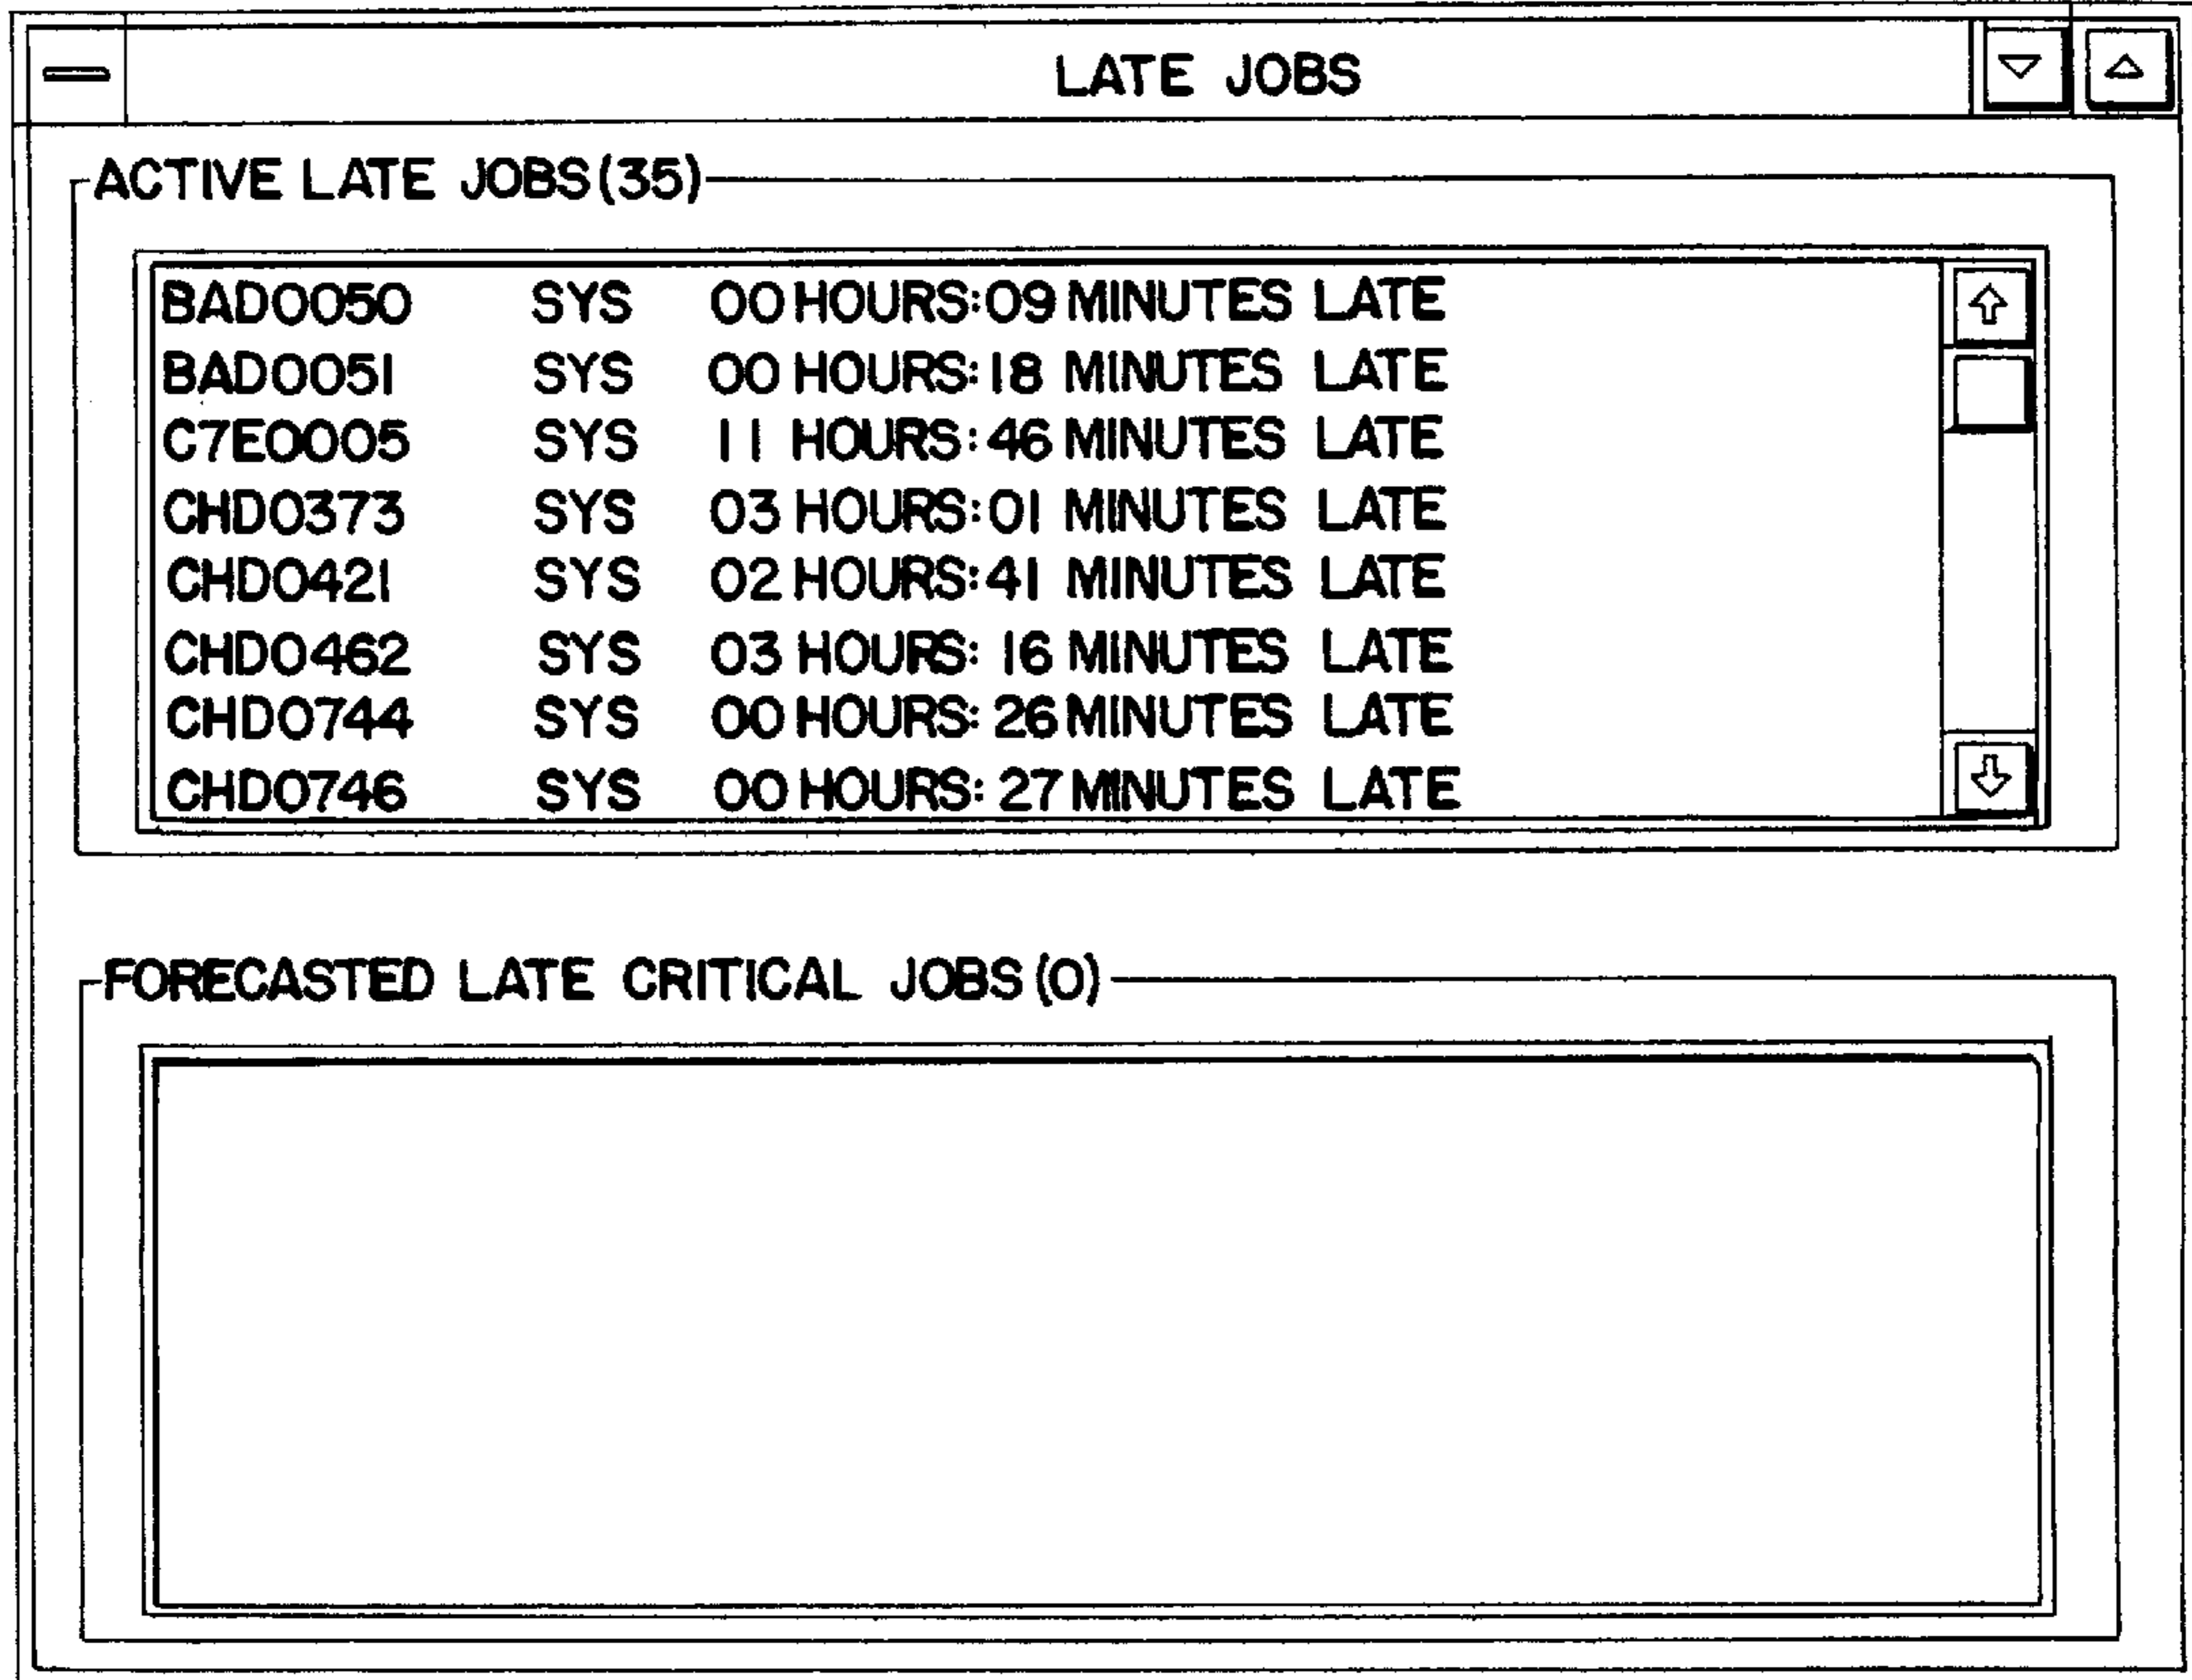 LATE JOBS
ACTIVE LATE JOBS(35)
BAD0050 SYS 00 HOURS:09 MINUTES LATE
BAD0051 SYS 00 HOURS:18 MINUTES LATE
C7E0005 SYS 11 HOURS:46 MINUTES LATE
CHD0373 SYS 03 HOURS:01 MINUTES LATE
CHD0421 SYS 02 HOURS:41 MINUTES LATE
CHD0462 SYS 03 HOURS:16 MINUTES LATE
CHD0744 SYS 00 HOURS:26 MINUTES LATE
CHD0746 SYS 00 HOURS:27 MINUTES LATE
FORECASTED LATE CRITICAL JOBS(0)